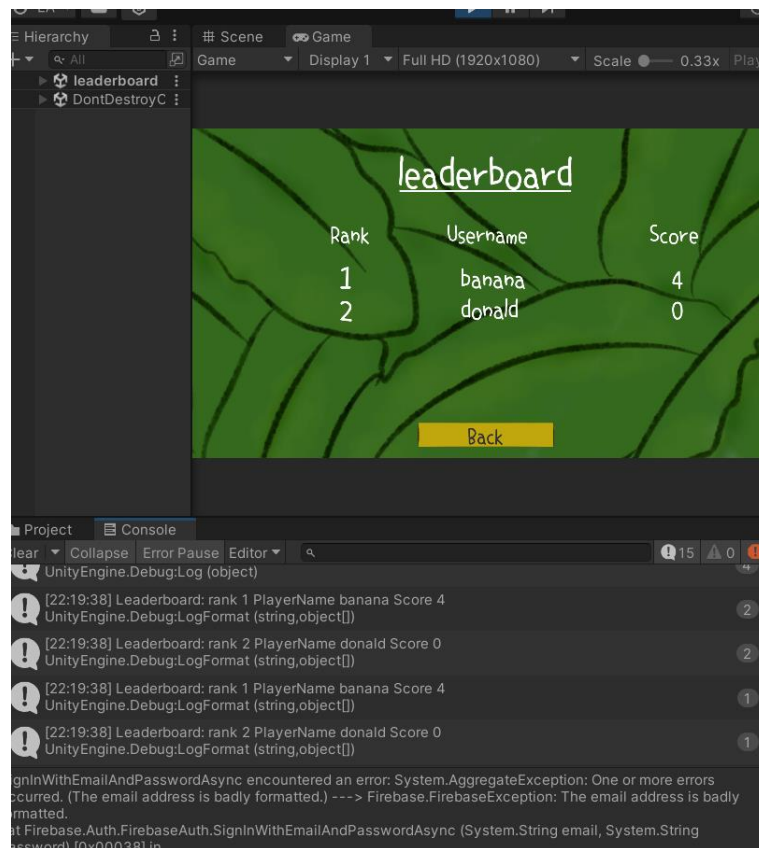 Hierarchy
# Scene
Game
All
Game
Display 1
Full HD (1920x1080)
Scale
0.33x
Play
leaderboard
DontDestroyC
leaderboard
Rank Username Score
1 banana 4
2 donald 0
Back
Project
Console
Collapse
Error Pause
Editor
15
0
UnityEngine.Debug:Log (object)
4
[22:19:38] Leaderboard: rank 1 PlayerName banana Score 4
UnityEngine.Debug:LogFormat (string,object[])
2
[22:19:38] Leaderboard: rank 2 PlayerName donald Score 0
UnityEngine.Debug:LogFormat (string,object[])
2
[22:19:38] Leaderboard: rank 1 PlayerName banana Score 4
UnityEngine.Debug:LogFormat (string,object[])
1
[22:19:38] Leaderboard: rank 2 PlayerName donald Score 0
UnityEngine.Debug:LogFormat (string,object[])
1
ignInWithEmailAndPasswordAsync encountered an error: System.AggregateException: One or more errors
ccurred. (The email address is badly formatted.) ---> Firebase.FirebaseException: The email address is badly
rmatted.
at Firebase.Auth.FirebaseAuth.SignInWithEmailAndPasswordAsync (System.String email, System.String
assword) [0x00038] in